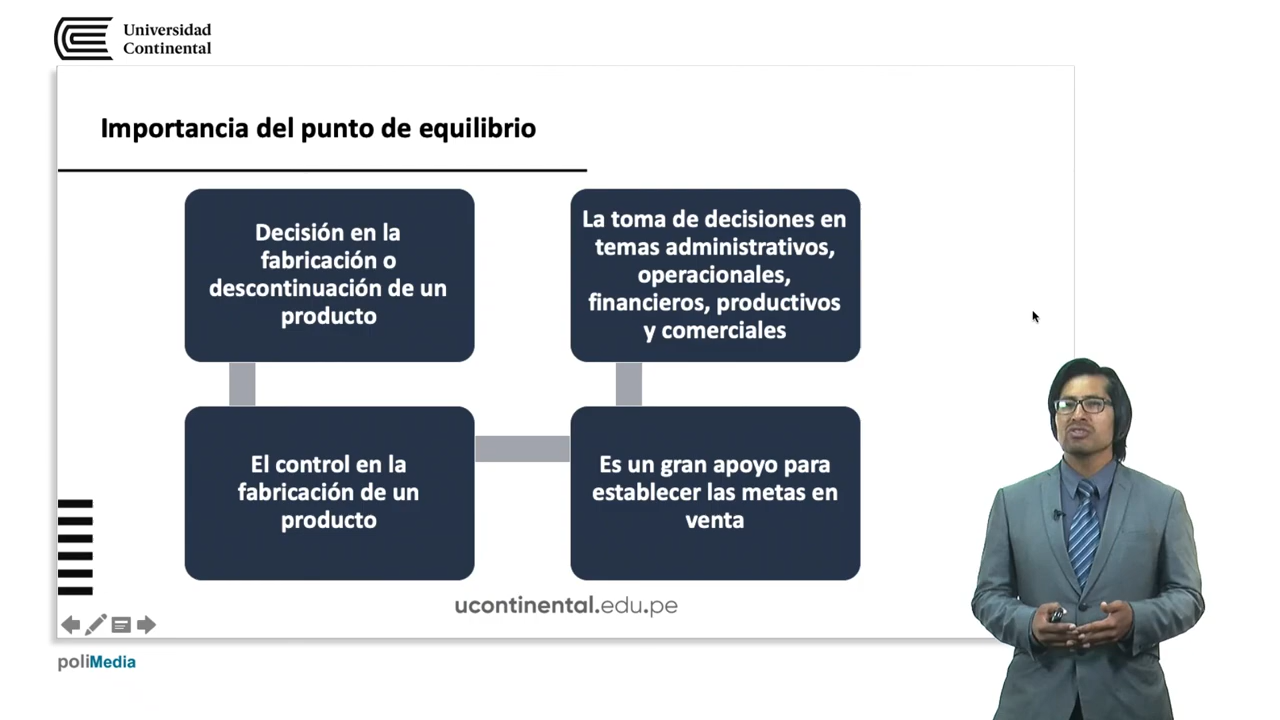 Universidad
Continental
Importancia del punto de equilibrio
Decisión en la
fabricación o
descontinuación de un
producto
La toma de decisiones en
temas administrativos,
operacionales,
financieros, productivos
y comerciales
El control en la
fabricación de un
producto
Es un gran apoyo para
establecer las metas en
venta
ucontinental.edu.pe
poliMedia